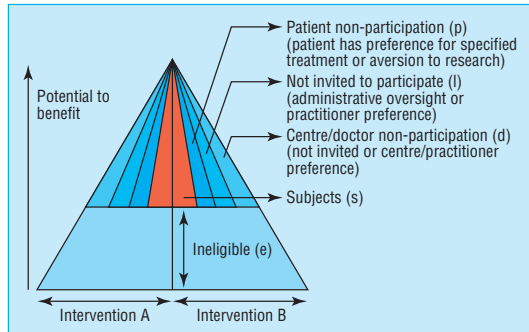 Patient non-participation (p)
(patient has preference for specified
treatment or aversion to research)
Not invited to participate (I)
(administrative oversight or
practitioner preference)
Centre/doctor non-participation (d)
(not invited or centre/practitioner
preference)
Subjects (s)
Potential to
benefit
Ineligible (e)
Intervention A
Intervention B